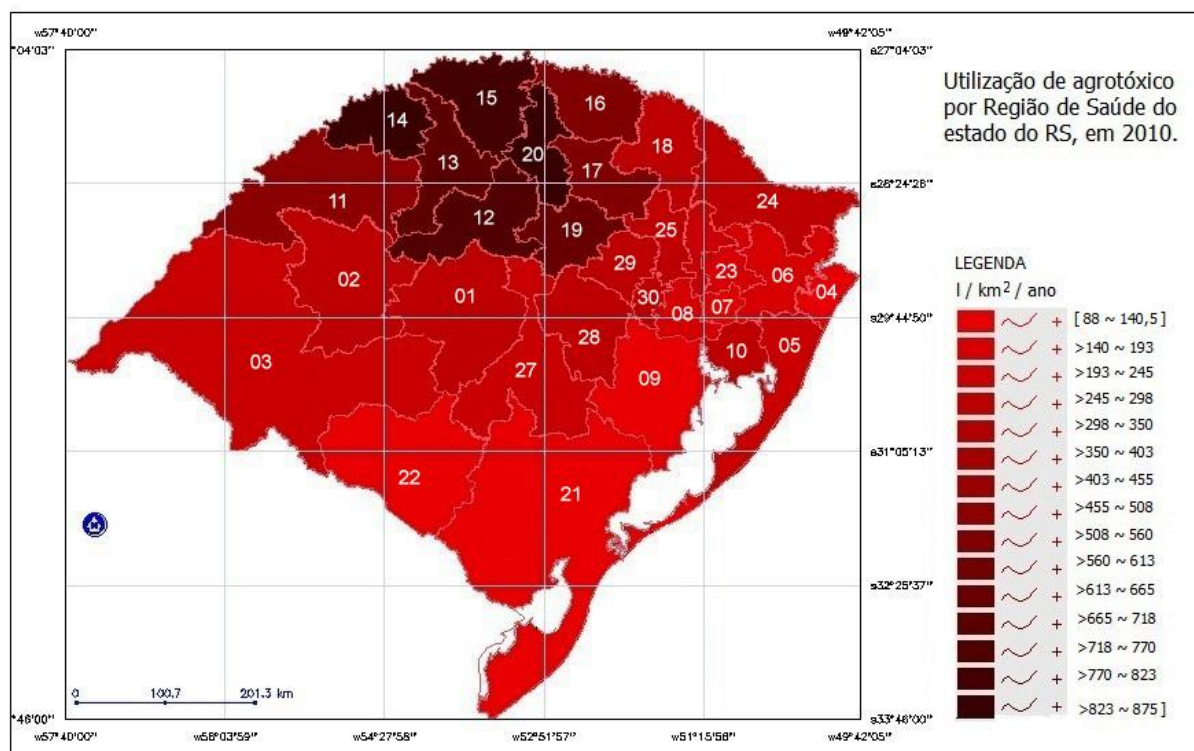 w57°40'00" w49°42'05"
°04'03" s27°04'03"
Utilização de agrotóxico
por Região de Saúde do
estado do RS, em 2010.
15 16
14
20 18
13 17
s28°24'28"
11 24
12 19 25
29 23 06
02 04
01 30 08 07
s29°44'50"
28 10 05
03 27 09
s31°05'13"
22 21
s32°25'37"
0 100.7 201.3 km
°46'00" s33°46'00"
w57°40'00" w56°03'59" w54°27'58" w52°51'57" w51°15'56" w49°42'05"
LEGENDA
l / km² / ano
+ [ 88 ~ 140,5 ]
+ >140 ~ 193
+ >193 ~ 245
+ >245 ~ 298
+ >298 ~ 350
+ >350 ~ 403
+ >403 ~ 455
+ >455 ~ 508
+ >508 ~ 560
+ >560 ~ 613
+ >613 ~ 665
+ >665 ~ 718
+ >718 ~ 770
+ >770 ~ 823
+ >823 ~ 875]